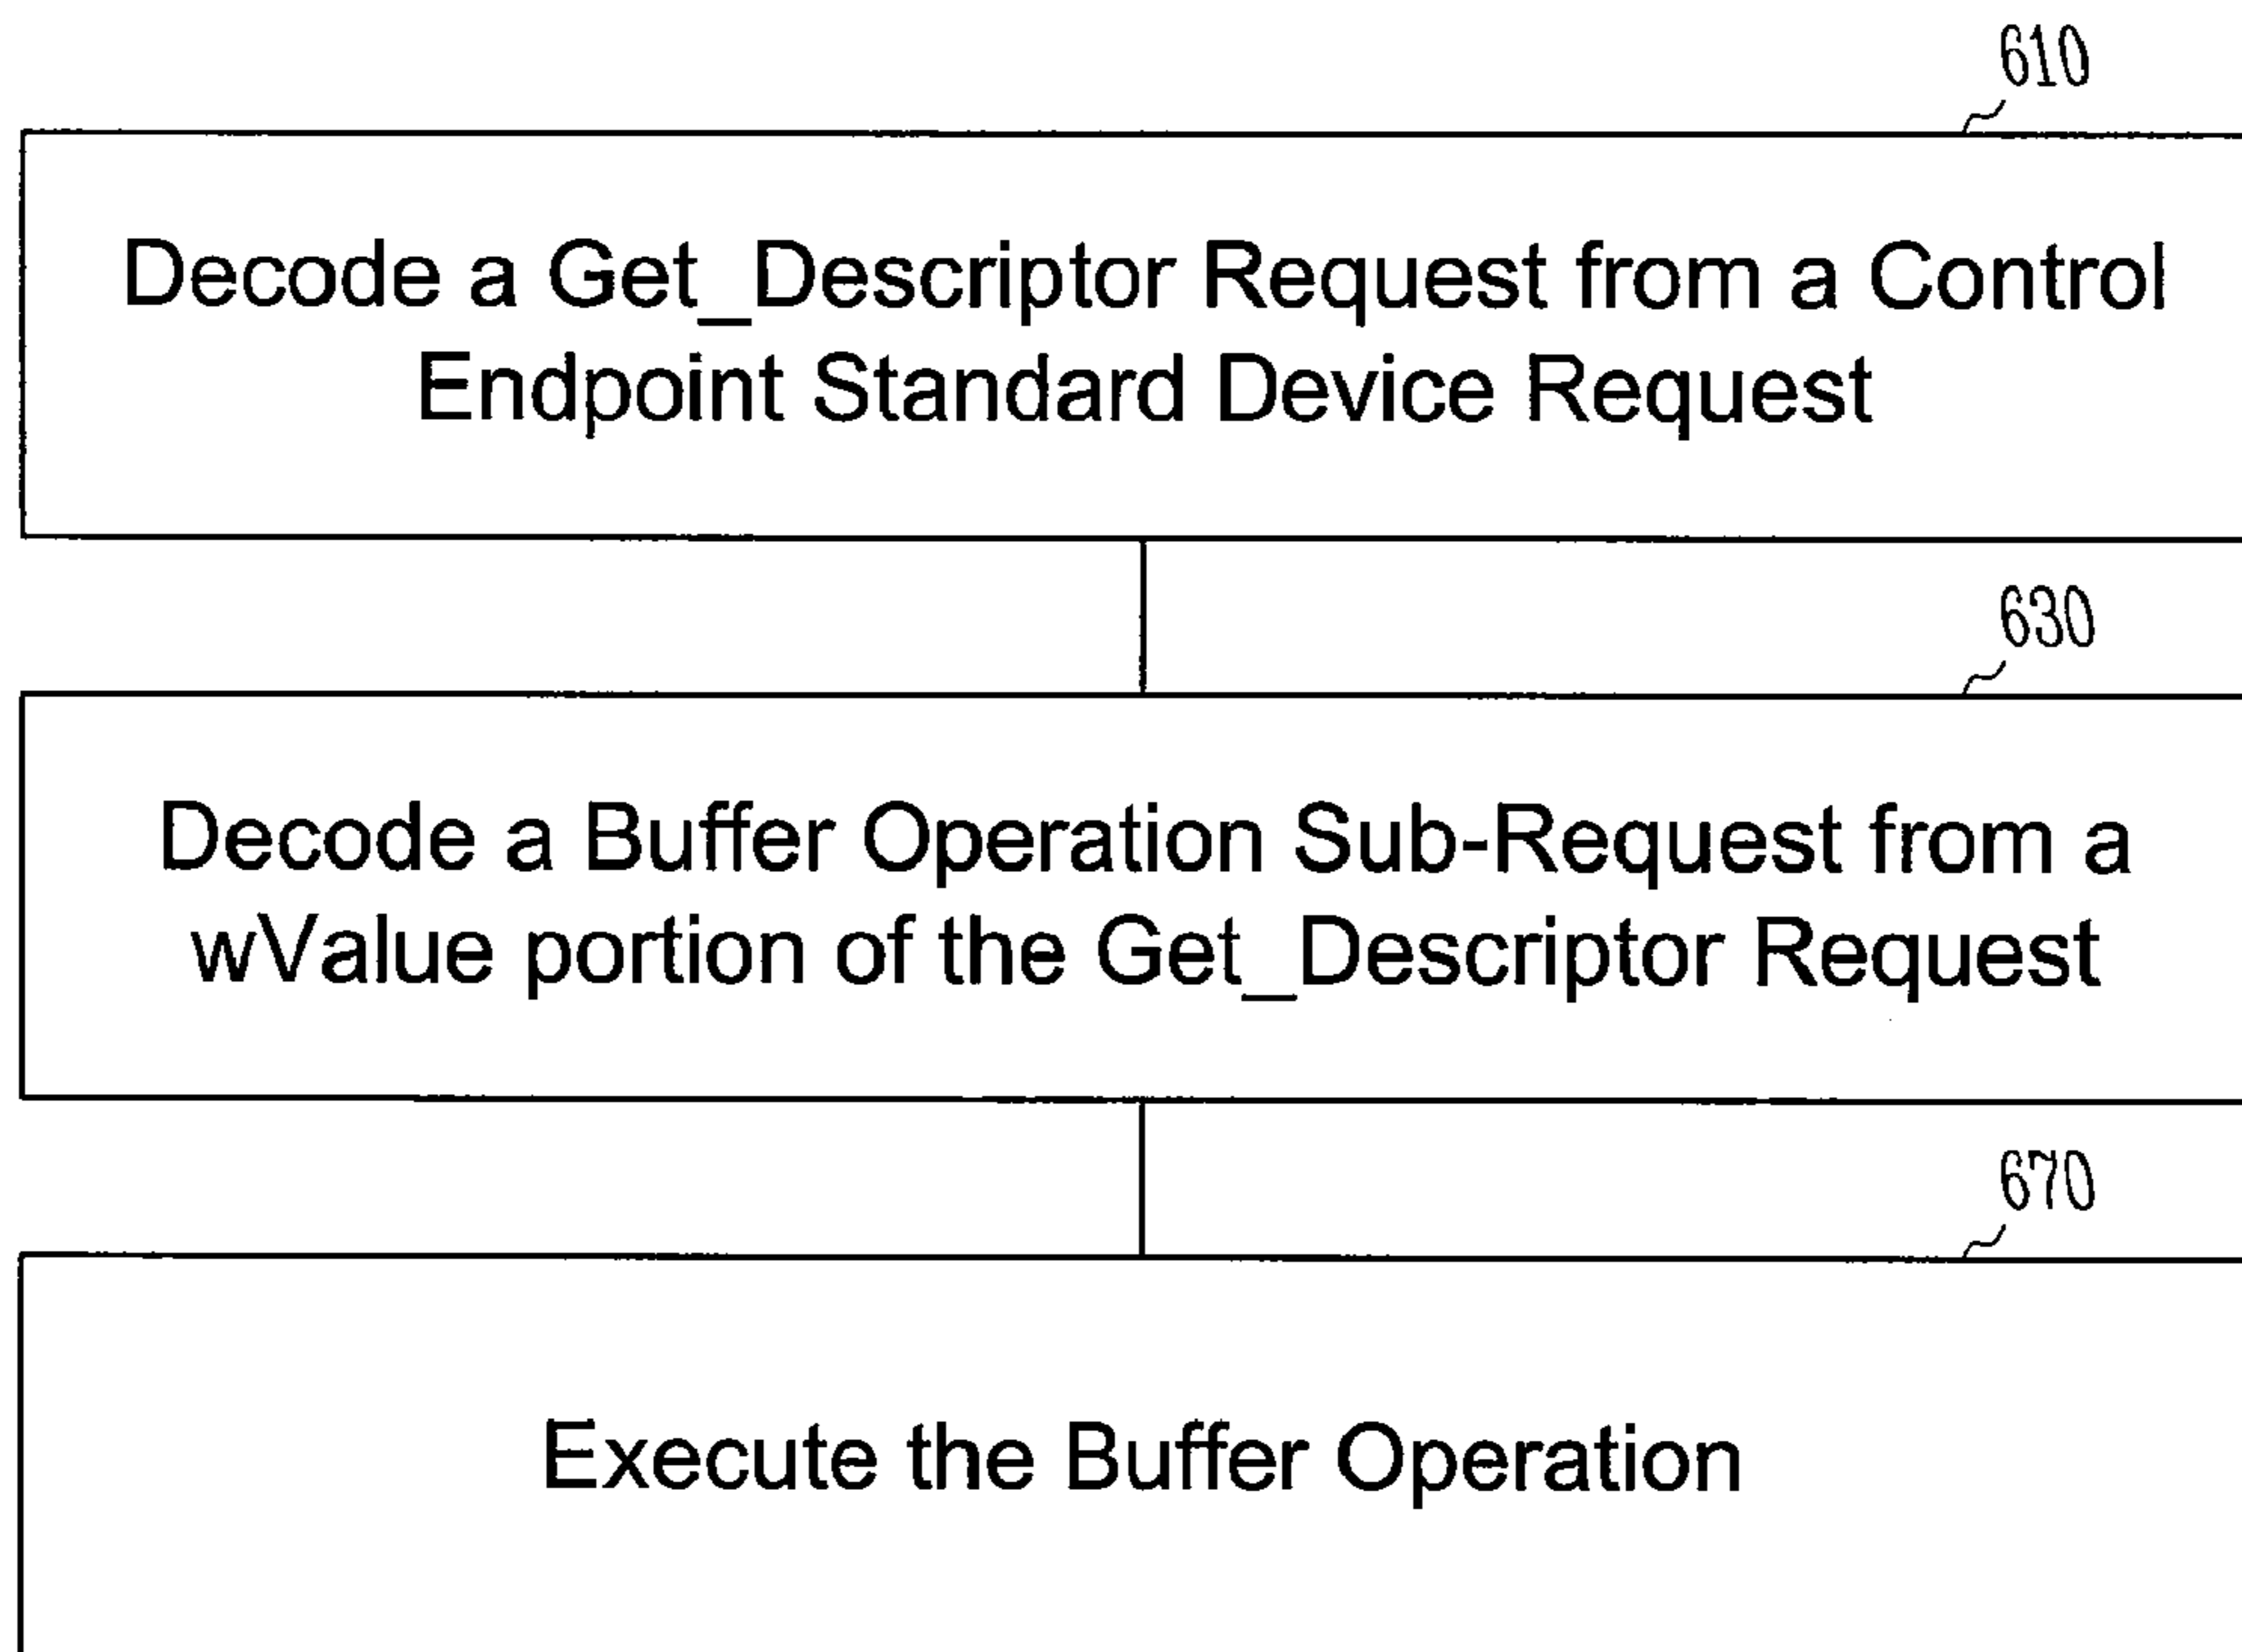 610
Decode a Get_Descriptor Request from a Control
Endpoint Standard Device Request
630
Decode a Buffer Operation Sub-Request from a
wValue portion of the Get_Descriptor Request
670
Execute the Buffer Operation